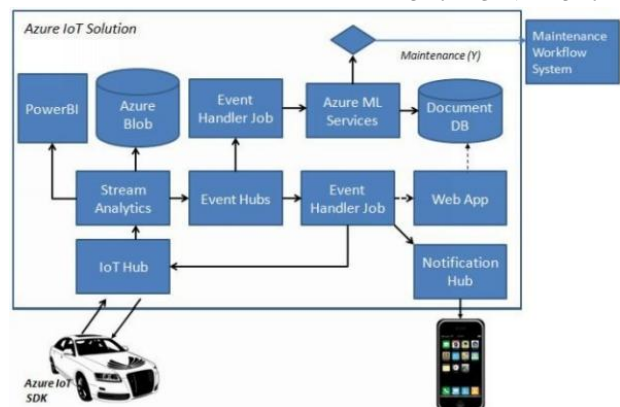 Azure IoT Solution
Maintenance (Y)
Maintenance
Workflow
System
PowerBI
Azure
Blob
Event
Handler Job
Azure ML
Services
Document
DB
Stream
Analytics
Event Hubs
Event
Handler Job
Web App
IoT Hub
Notification
Hub
Azure IoT
SDK